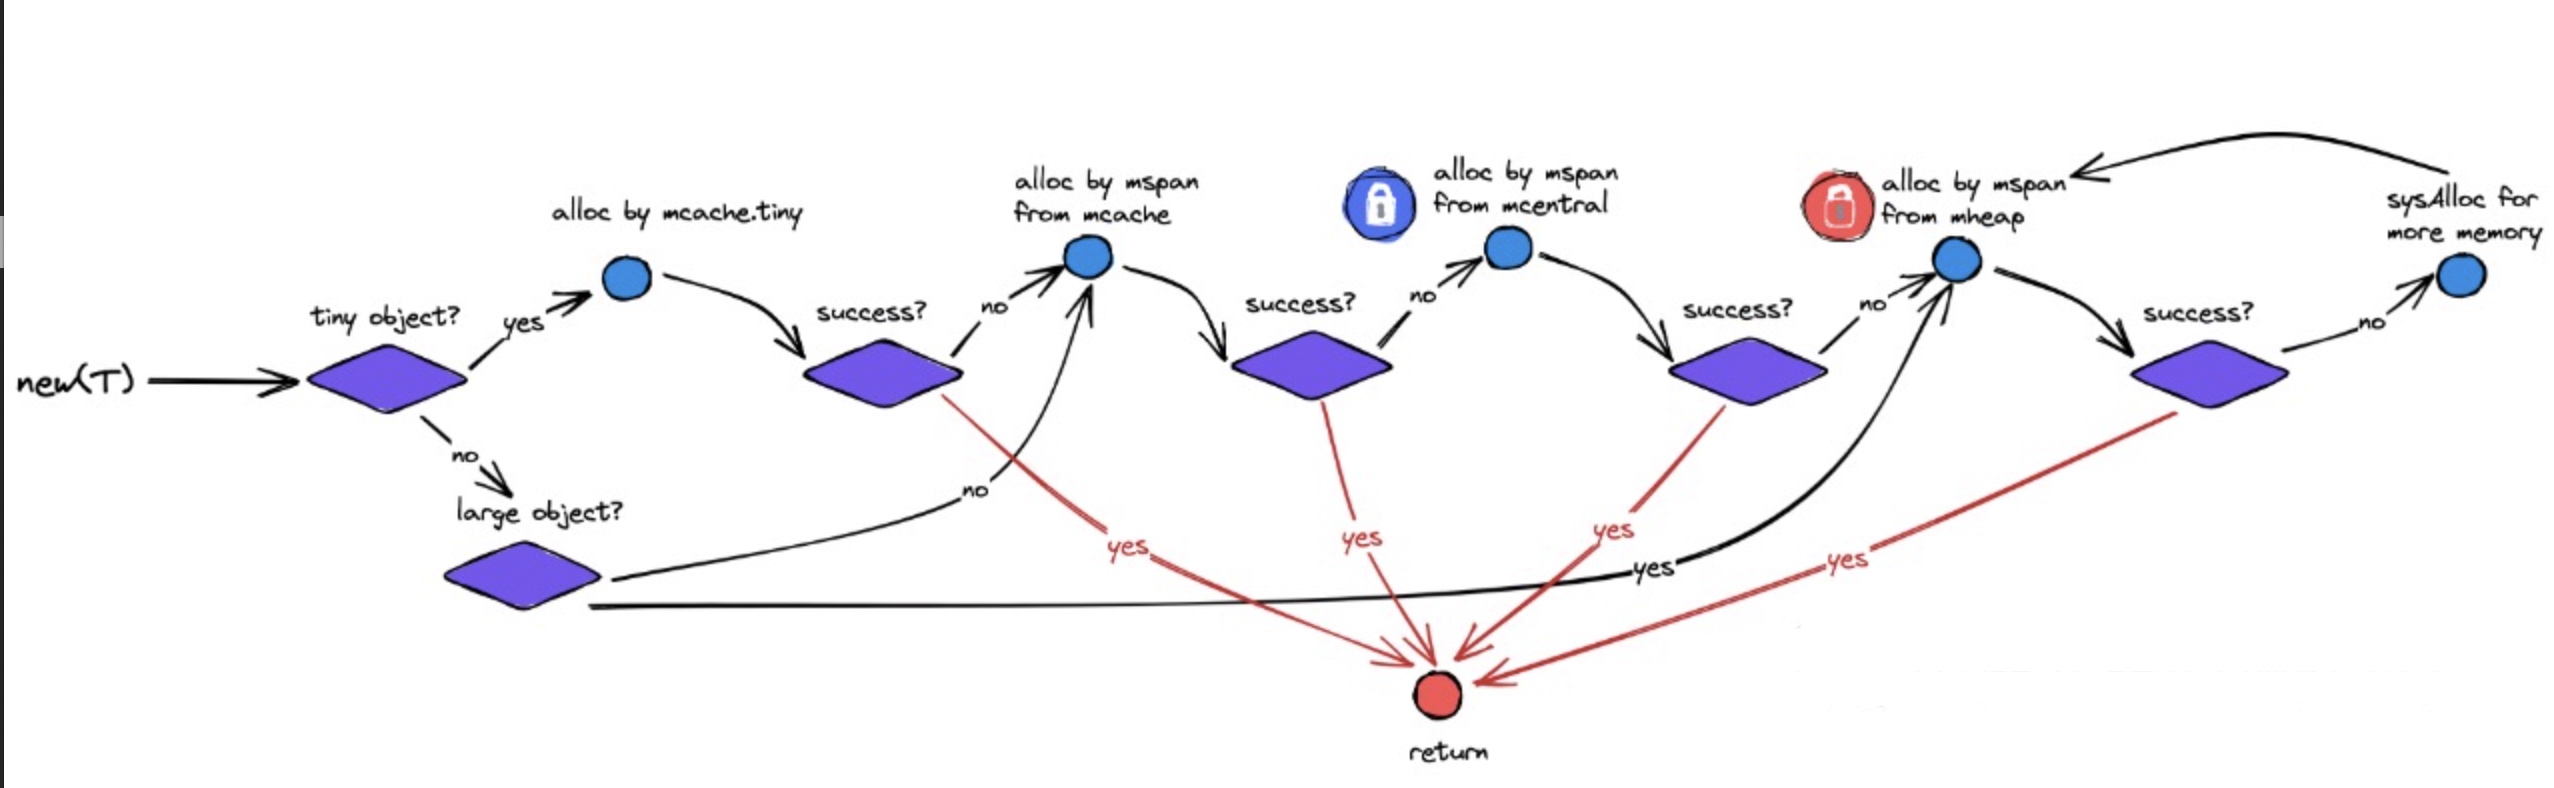 new(T)
tiny object?
yes
no
large object?
alloc by mcache.tiny
success?
no
yes
no
yes
alloc by mspan
from mcache
success?
no
yes
alloc by mspan
from mcentral
success?
no
yes
alloc by mspan
from mheap
success?
no
yes
sysAlloc for
more memory
return